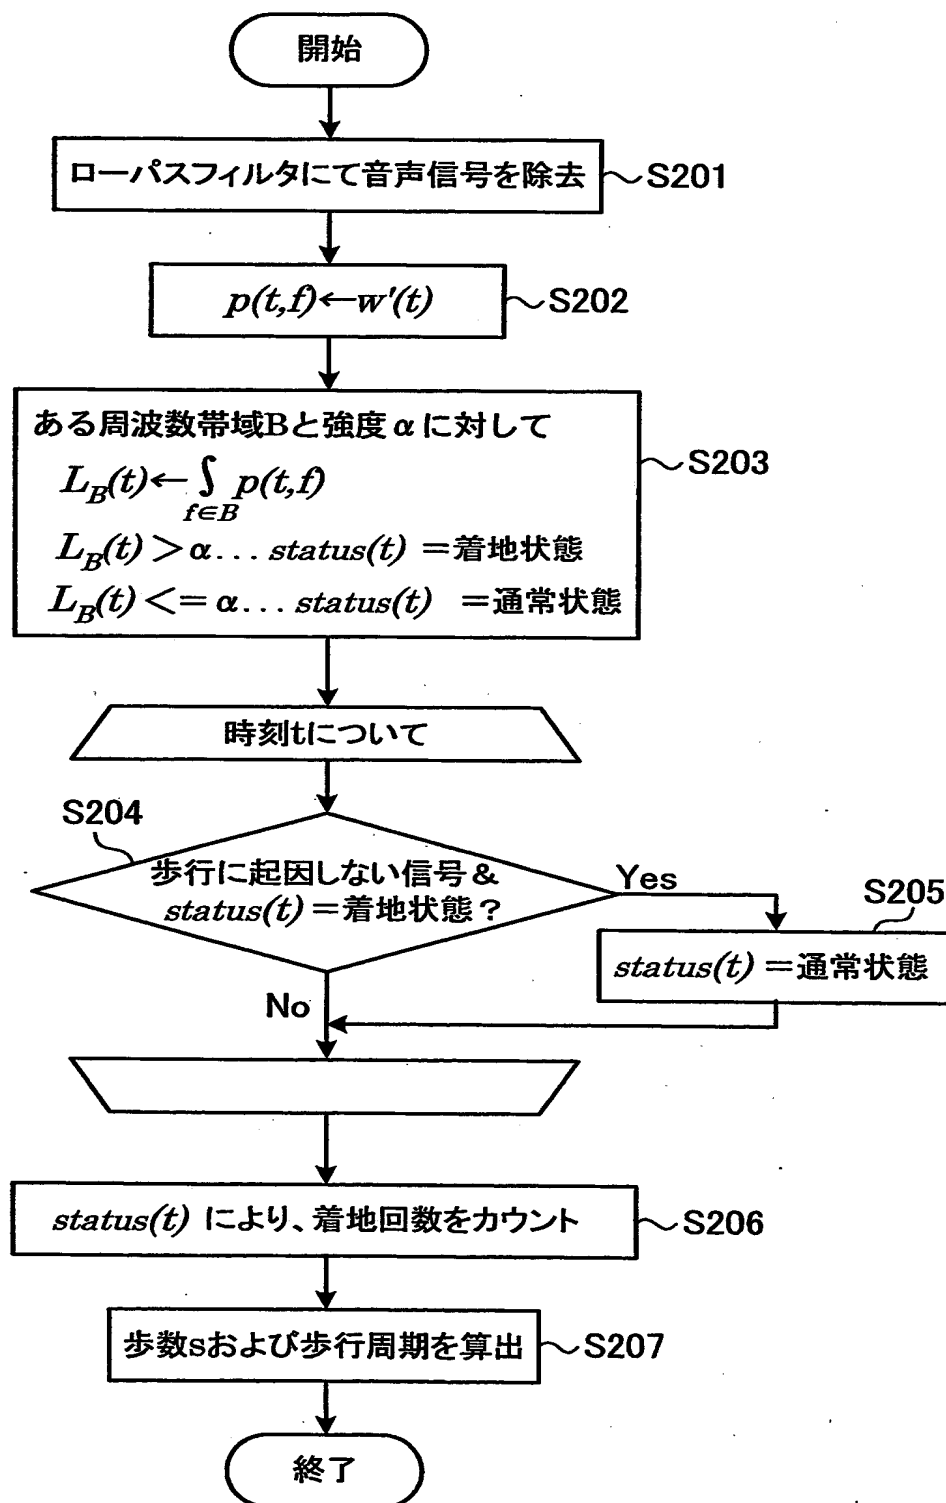 開始
ローパスフィルタにて音声信号を除去
S201
p(t,f)←w'(t)
S202
ある周波数帯域Bと強度αに対して
L_B(t)←∫p(t,f)
f∈B
L_B(t)>α...status(t) =着地状態
L_B(t)<=α...status(t) =通常状態
S203
時刻tについて
S204
歩行に起因しない信号&
status(t)=着地状態?
Yes
S205
status(t)=通常状態
No
status(t) により、着地回数をカウント
S206
歩数sおよび歩行周期を算出
S207
終了